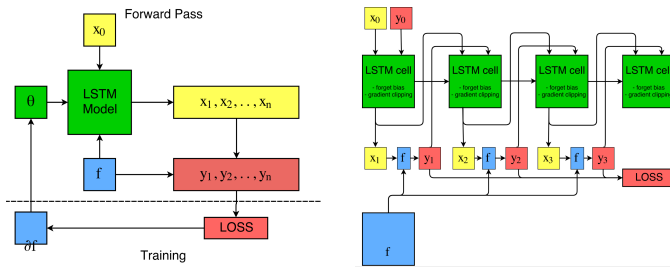 Forward Pass
x₀
θ
LSTM
Model
x₁, x₂, . . , xₙ
f
y₁, y₂, . . , yₙ
∂f
LOSS
Training
x₀ y₀
LSTM cell
- forget bias
- gradient clipping
LSTM cell
- forget bias
- gradient clipping
LSTM cell
- forget bias
- gradient clipping
LSTM cell
- forget bias
- gradient clipping
x₁ f y₁ x₂ f y₂ x₃ f y₃
LOSS
f